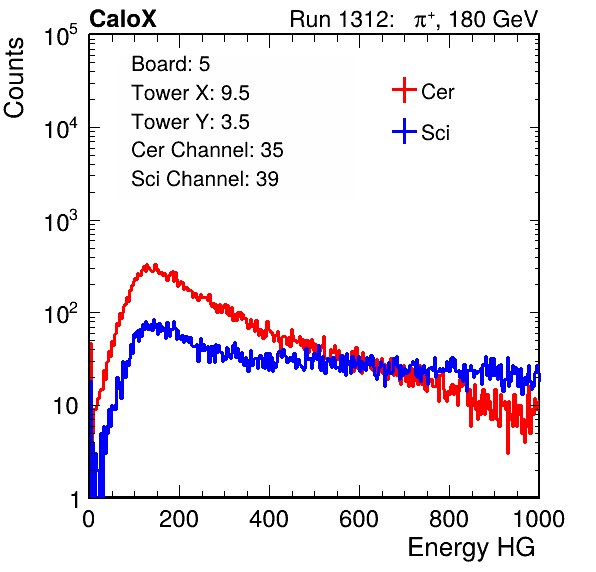 CaloX Run 1312: π⁺, 180 GeV
Board: 5
Tower X: 9.5
Tower Y: 3.5
Cer Channel: 35
Sci Channel: 39
Cer
Sci
Counts
10⁵
10⁴
10³
10²
10
1
0 200 400 600 800 1000
Energy HG